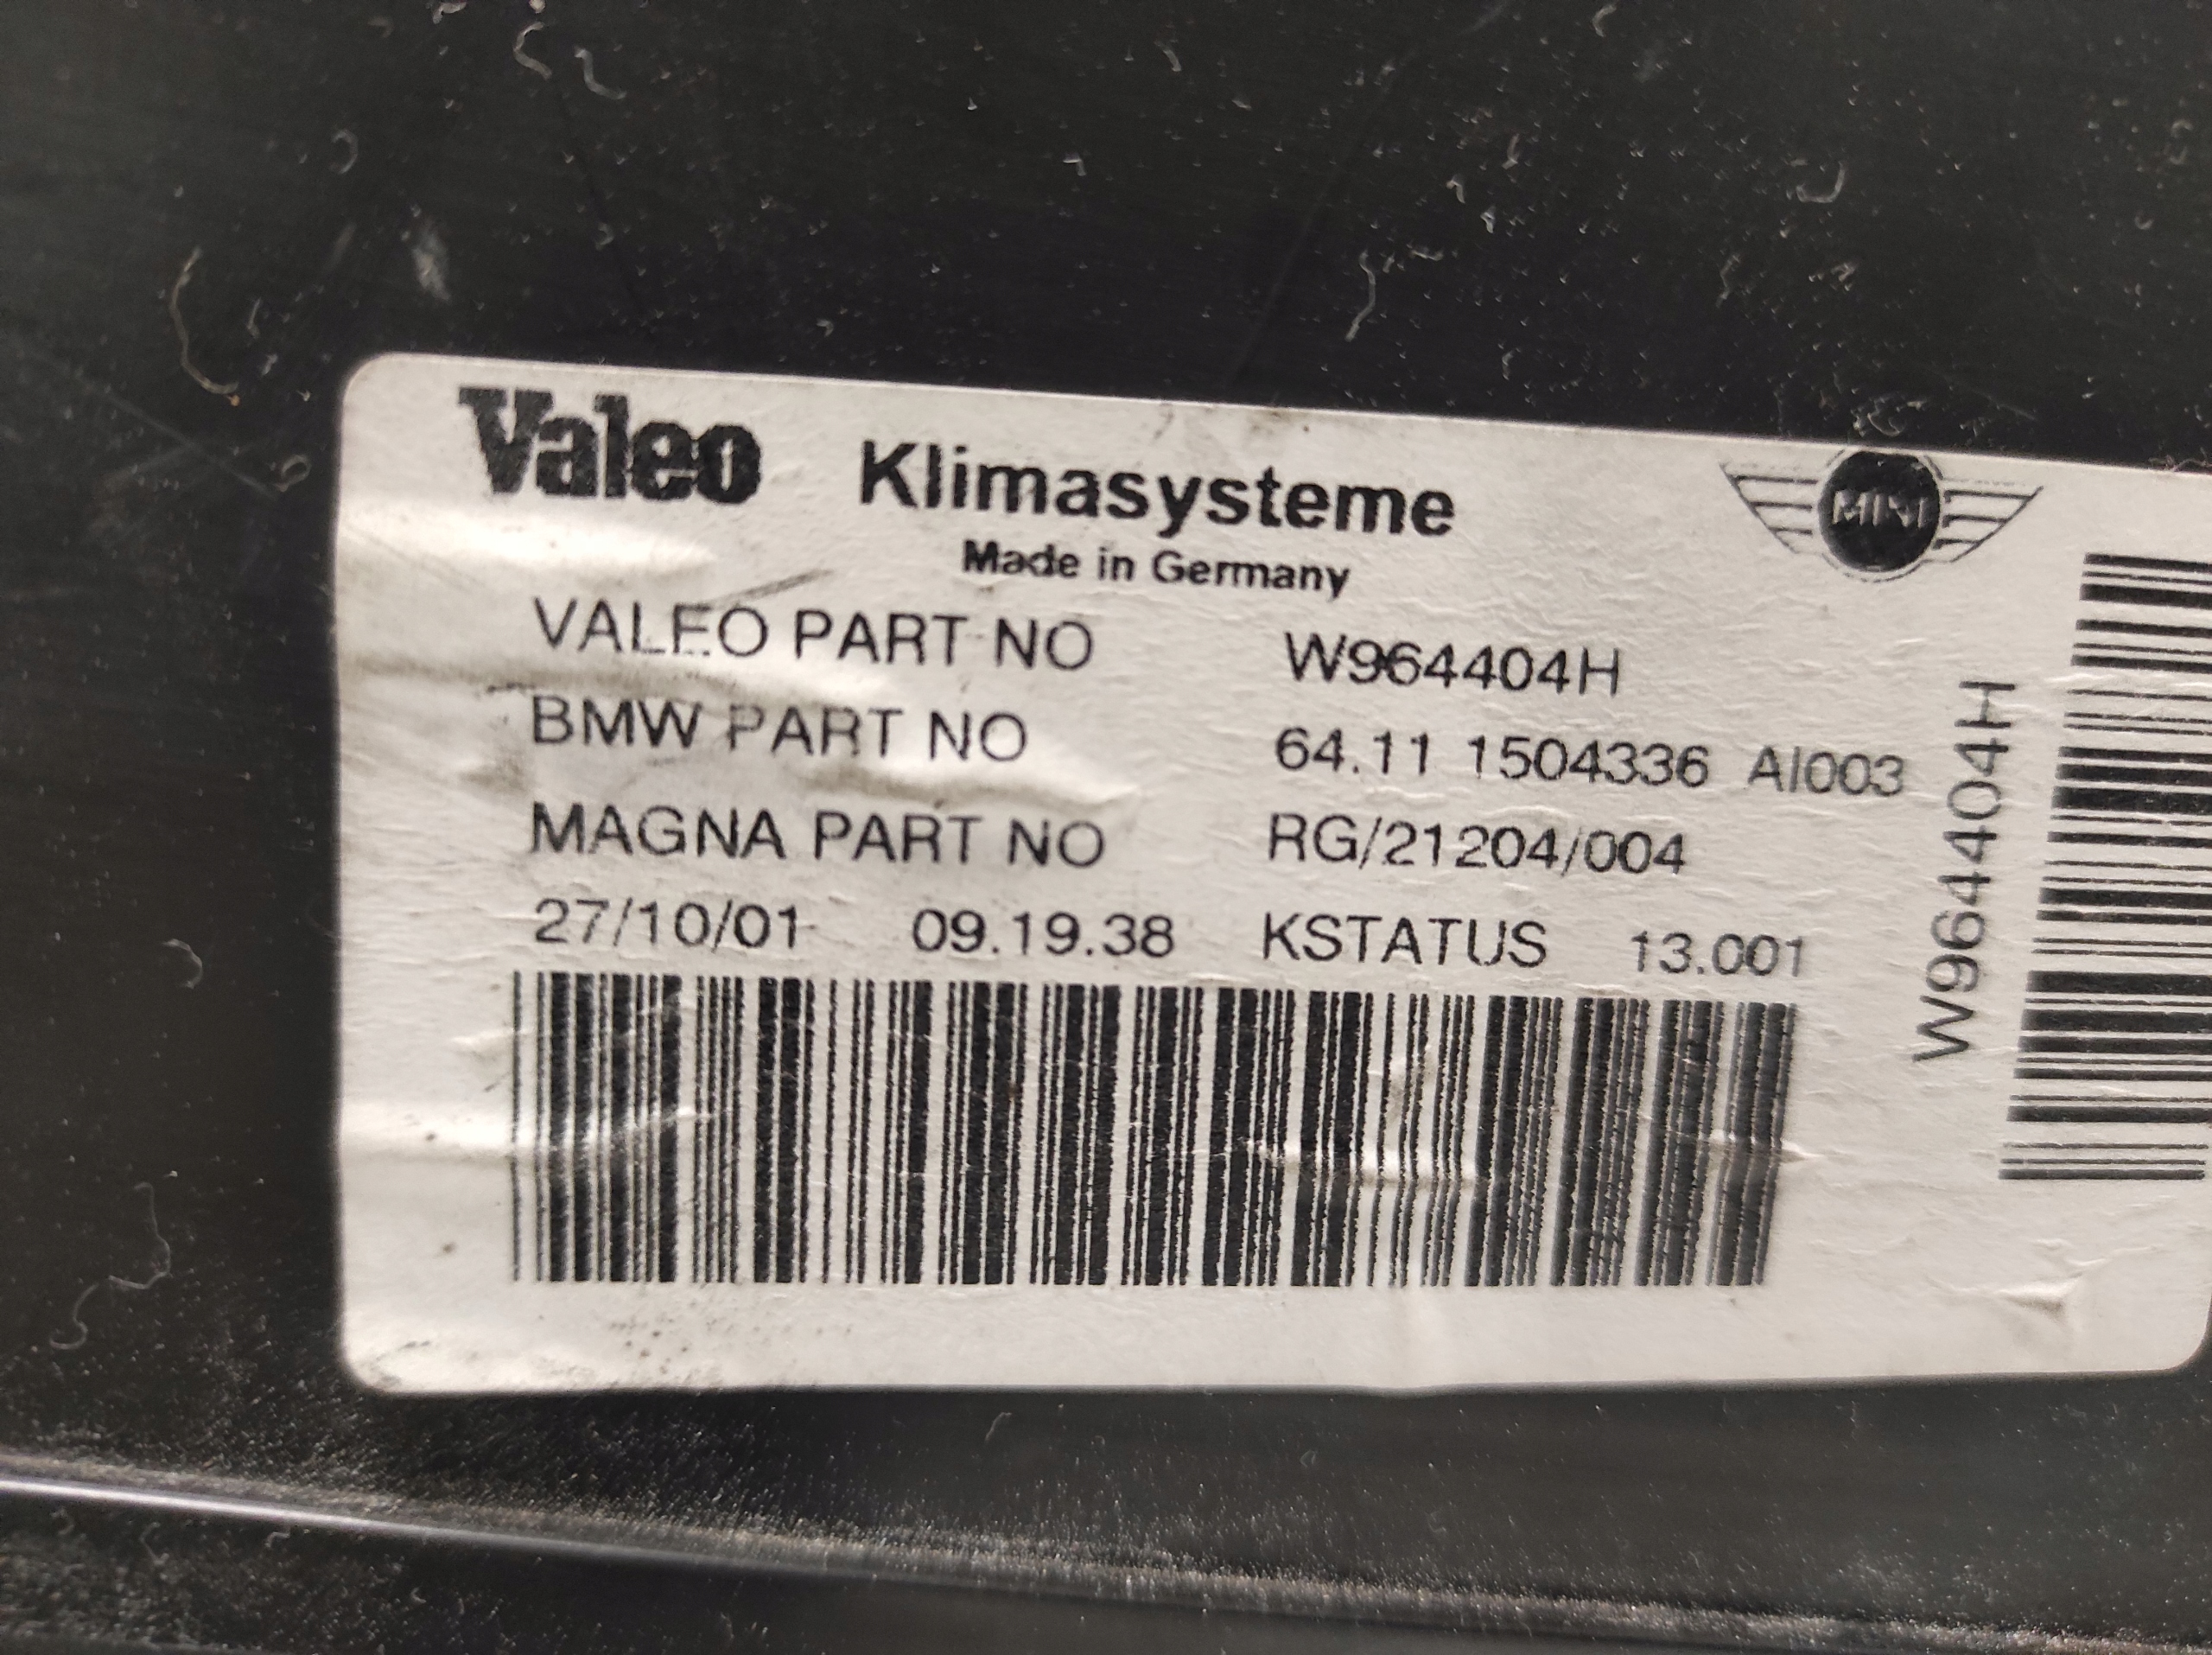 Valeo Klimasysteme
MINI
Made in Germany
VALEO PART NO W964404H
BMW PART NO 64.11 1504336 AI003
MAGNA PART NO RG/21204/004
27/10/01 09.19.38 KSTATUS 13.001
W964404H